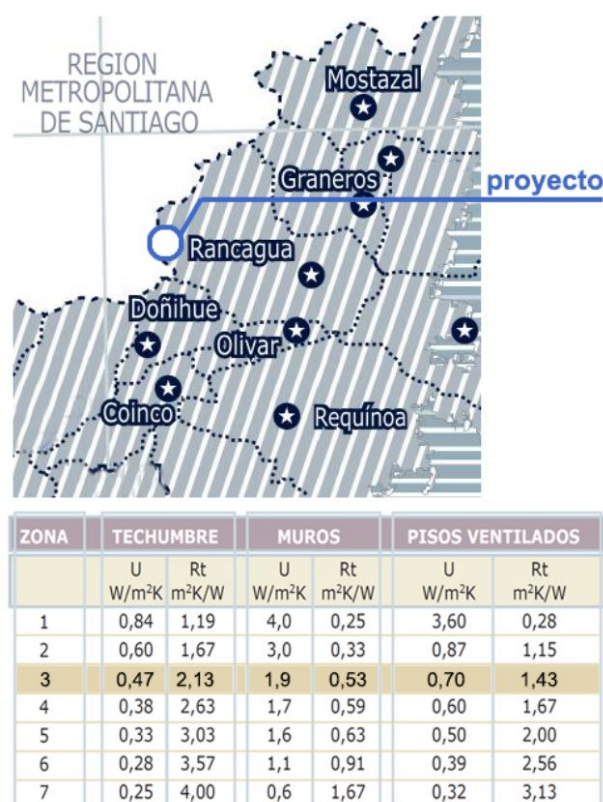 REGION
METROPOLITANA
DE SANTIAGO
Mostazal
Graneros
proyecto
Rancagua
Doñihue
Olivar
Coinco
Requínoa
ZONA TECHUMBRE MUROS PISOS VENTILADOS
U Rt U Rt U Rt
W/m²K m²K/W W/m²K m²K/W W/m²K m²K/W
1 0,84 1,19 4,0 0,25 3,60 0,28
2 0,60 1,67 3,0 0,33 0,87 1,15
3 0,47 2,13 1,9 0,53 0,70 1,43
4 0,38 2,63 1,7 0,59 0,60 1,67
5 0,33 3,03 1,6 0,63 0,50 2,00
6 0,28 3,57 1,1 0,91 0,39 2,56
7 0,25 4,00 0,6 1,67 0,32 3,13